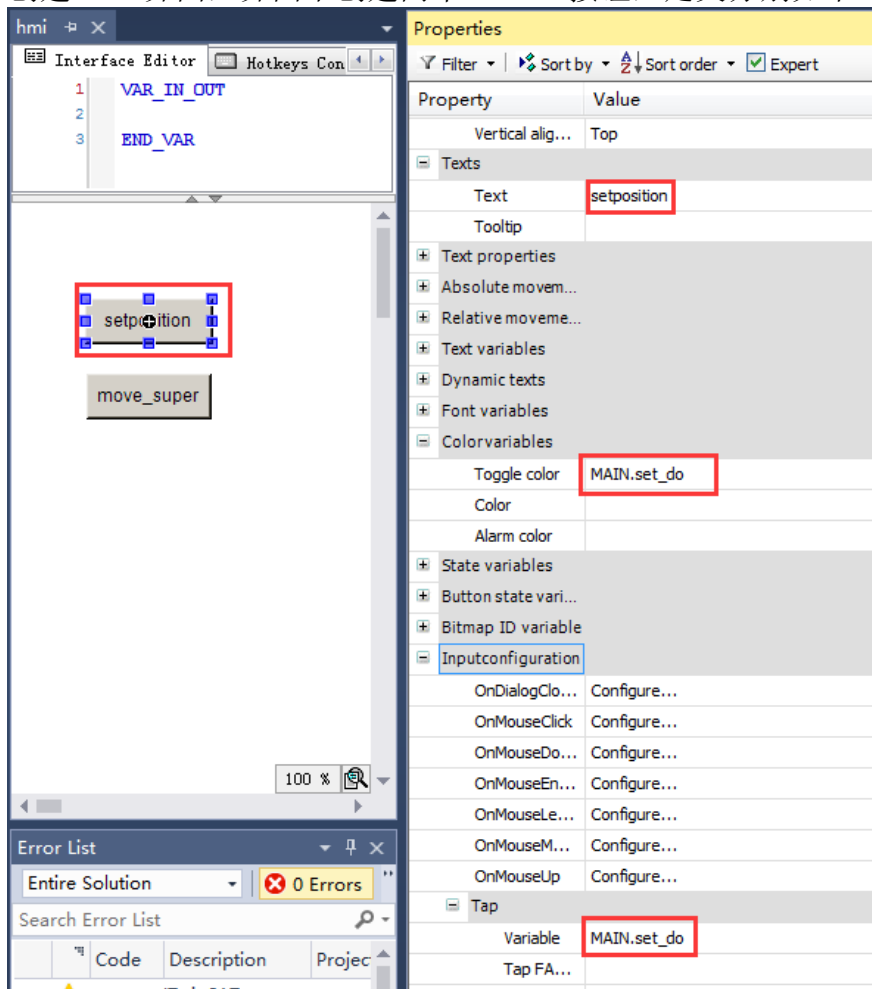 hmi
Interface Editor
Hotkeys Con
1 VAR_IN_OUT
2
3 END_VAR
setposition
move_super
100 %
Error List
Entire Solution
0 Errors
Search Error List
Code Description Projec
Properties
Filter Sort by Sort order Expert
Property Value
Vertical alig... Top
Texts
Text setposition
Tooltip
Text properties
Absolute movem...
Relative moveme...
Text variables
Dynamic texts
Font variables
Colorvariables
Toggle color MAIN.set_do
Color
Alarm color
State variables
Button state vari...
Bitmap ID variable
Inputconfiguration
OnDialogClo... Configure...
OnMouseClick Configure...
OnMouseDo... Configure...
OnMouseEn... Configure...
OnMouseLe... Configure...
OnMouseM... Configure...
OnMouseUp Configure...
Tap
Variable MAIN.set_do
Tap FA...